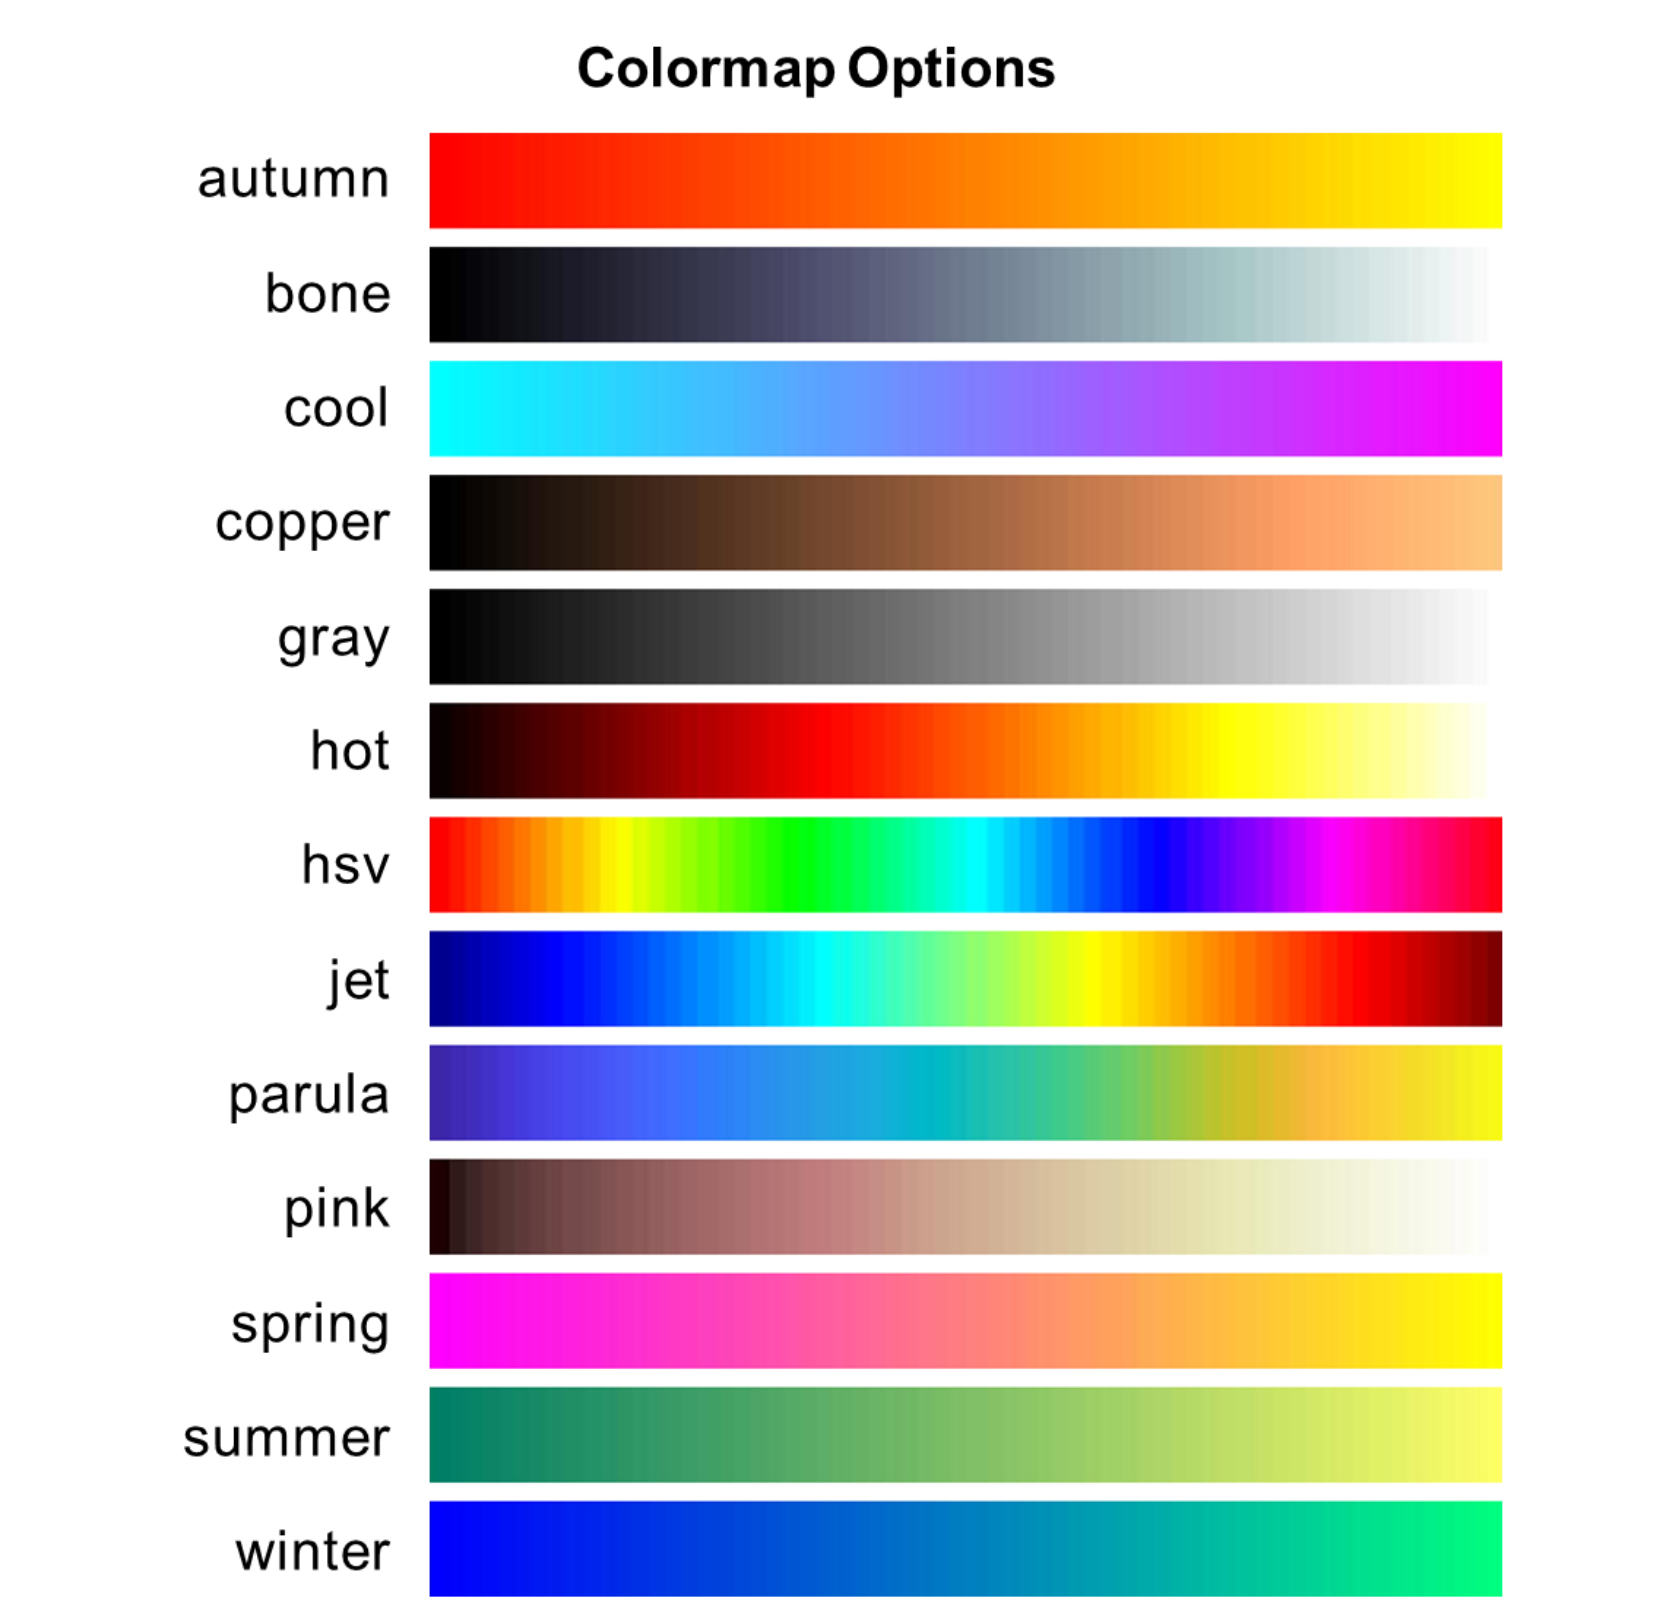 Colormap Options
autumn
bone
cool
copper
gray
hot
hsv
jet
parula
pink
spring
summer
winter